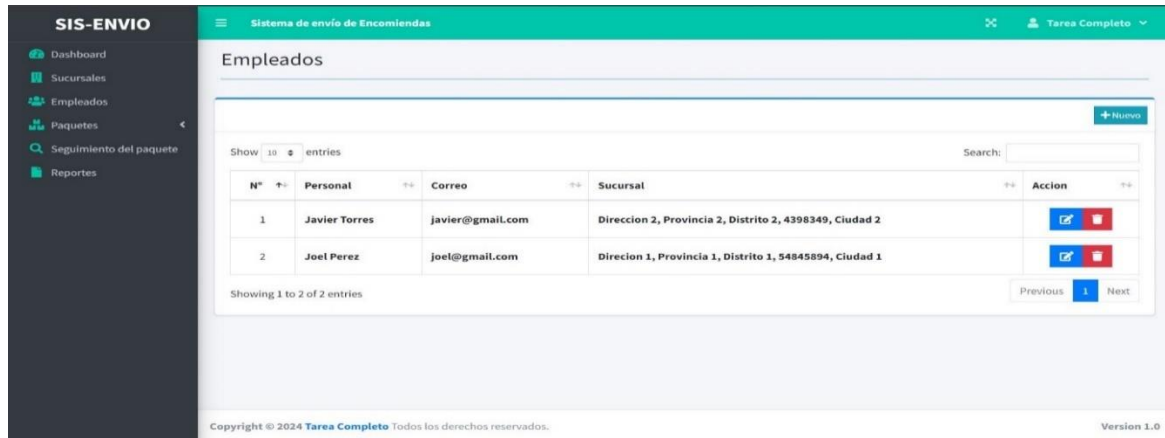 SIS-ENVIO
Sistema de envío de Encomiendas
Tarea Completo
Dashboard
Sucursales
Empleados
Paquetes
Seguimiento del paquete
Reportes
Empleados
+ Nuevo
Show 10 entries
Search:
N° Personal Correo Sucursal Accion
1 Javier Torres javier@gmail.com Direccion 2, Provincia 2, Distrito 2, 4398349, Ciudad 2
2 Joel Perez joel@gmail.com Direcion 1, Provincia 1, Distrito 1, 54845894, Ciudad 1
Showing 1 to 2 of 2 entries
Previous 1 Next
Copyright © 2024 Tarea Completo Todos los derechos reservados.
Version 1.0